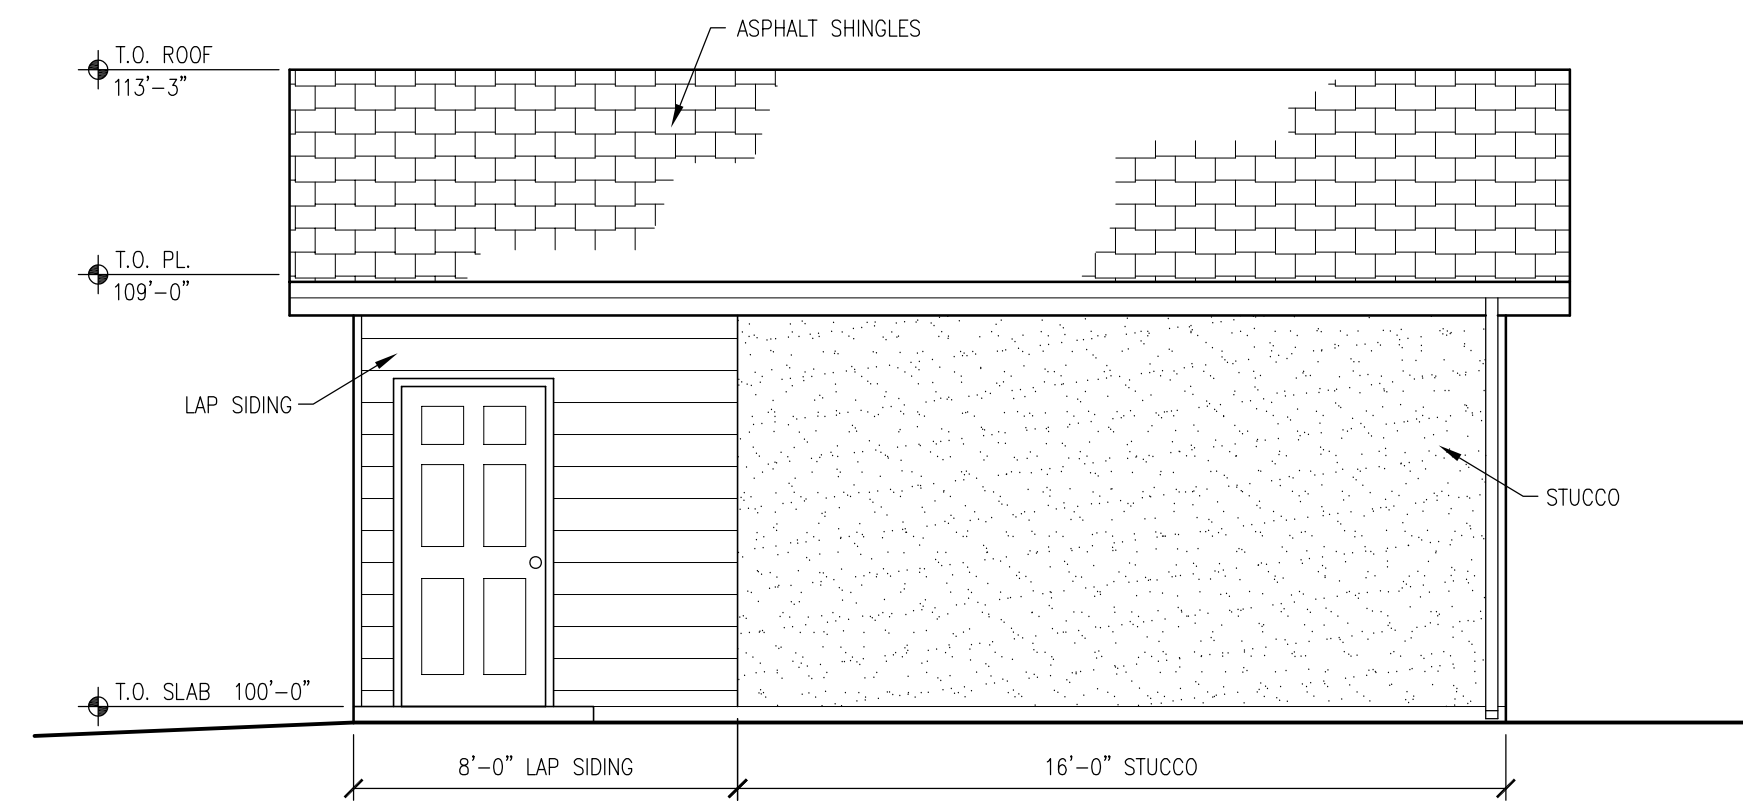 ASPHALT SHINGLES
T.O. ROOF
113'-3"
T.O. PL.
109'-0"
LAP SIDING
STUCCO
T.O. SLAB 100'-0"
8'-0" LAP SIDING
16'-0" STUCCO